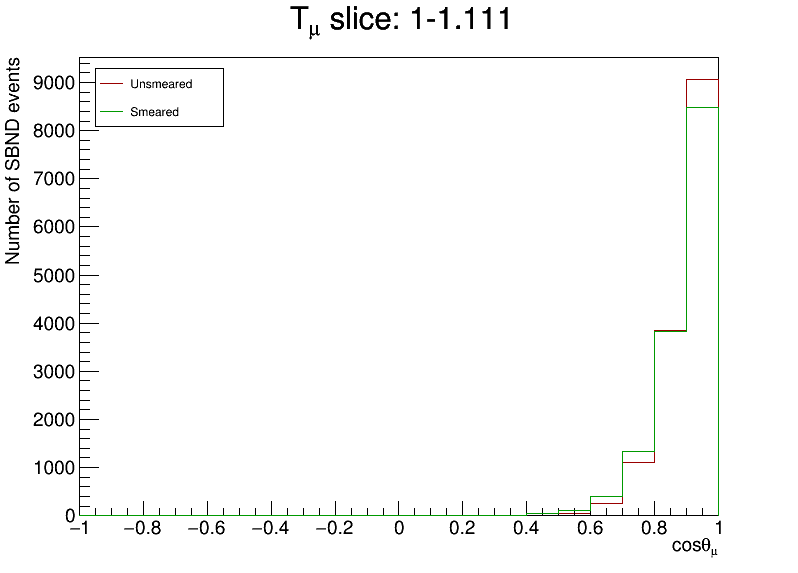 T_μ slice: 1-1.111
Number of SBND events
Unsmeared
Smeared
9000
8000
7000
6000
5000
4000
3000
2000
1000
0
−1 −0.8 −0.6 −0.4 −0.2 0 0.2 0.4 0.6 0.8 1
cosθ_μ